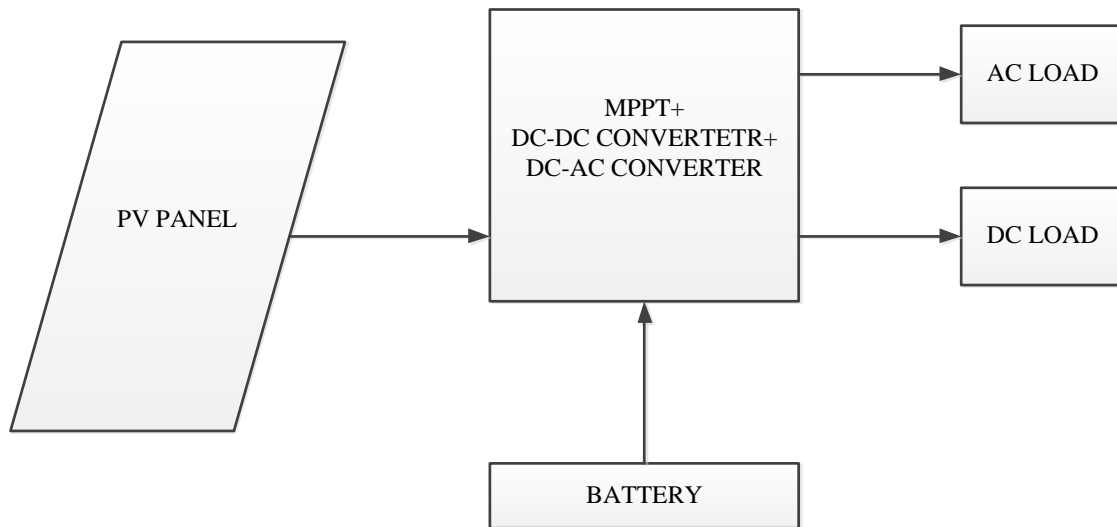 PV PANEL
MPPT+
DC-DC CONVERTETR+
DC-AC CONVERTER
AC LOAD
DC LOAD
BATTERY